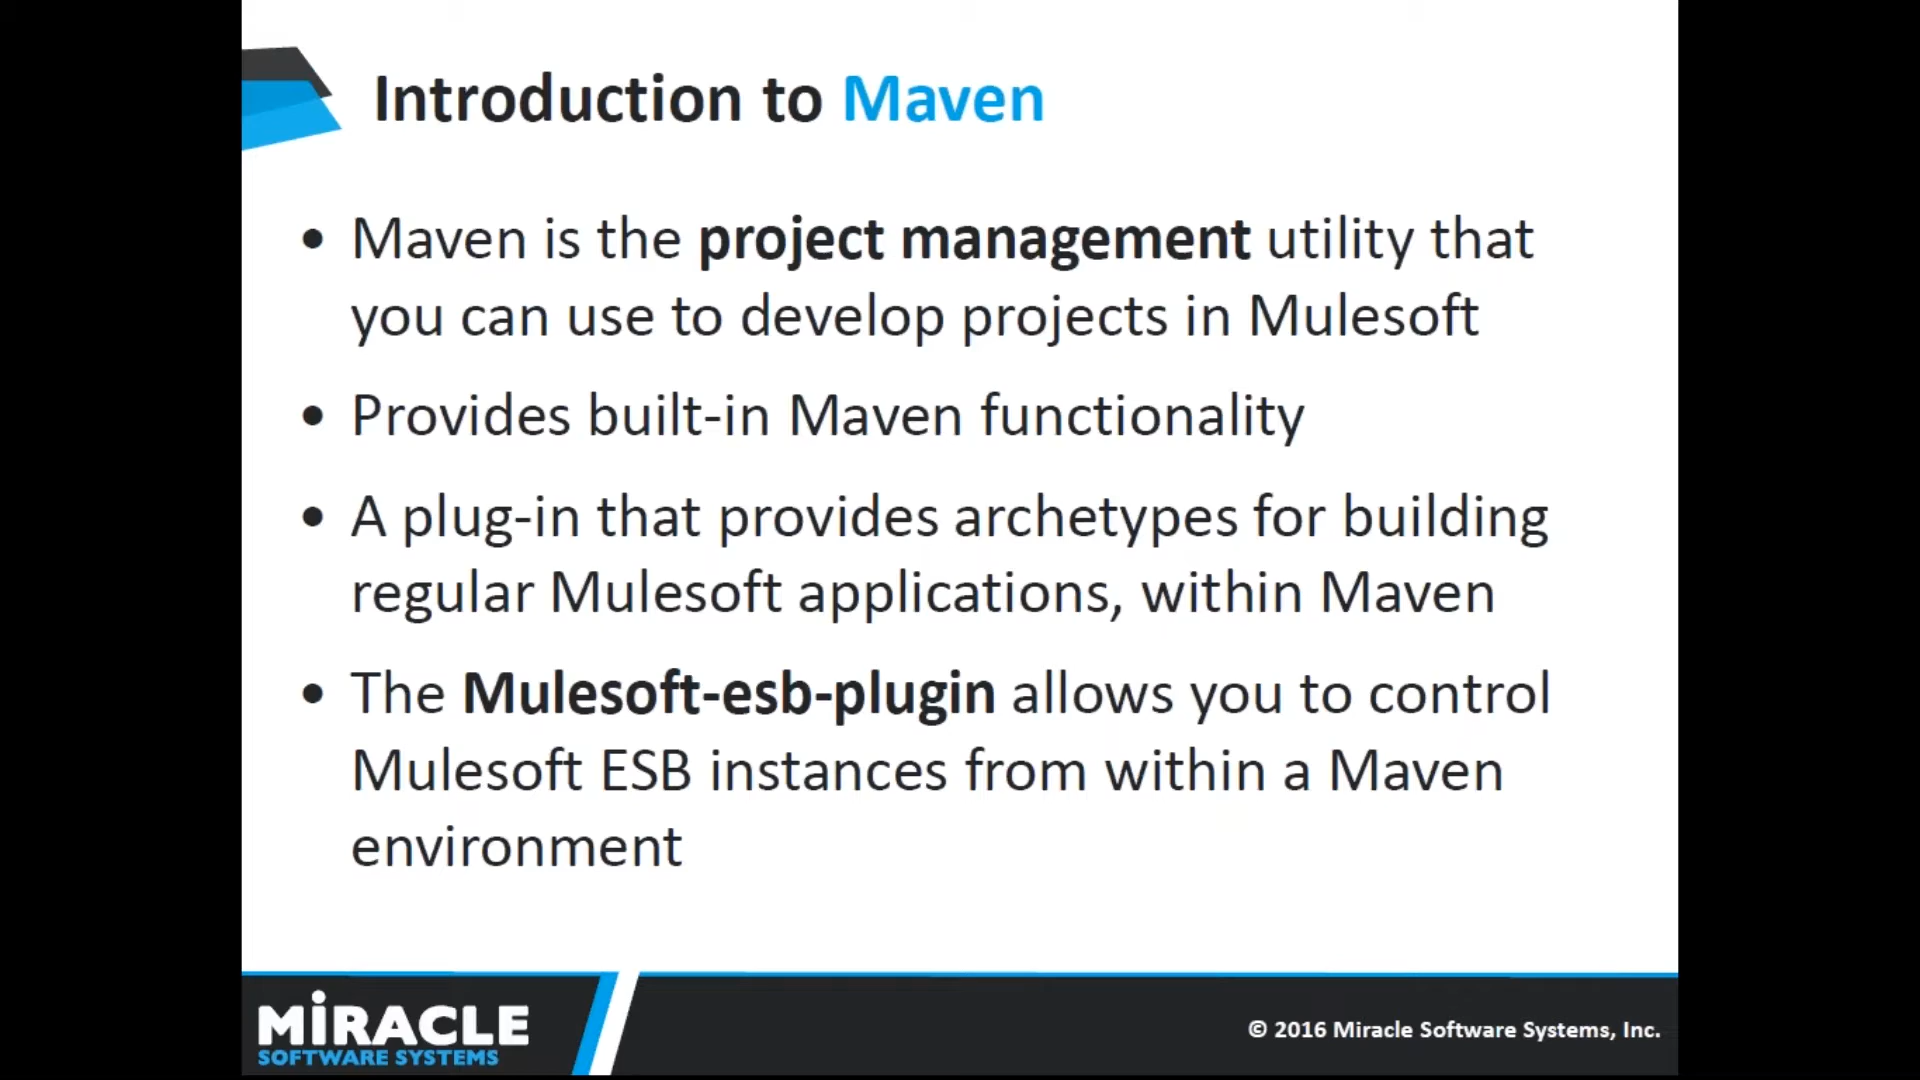 Introduction to Maven
• Maven is the project management utility that
you can use to develop projects in Mulesoft
• Provides built-in Maven functionality
• A plug-in that provides archetypes for building
regular Mulesoft applications, within Maven
• The Mulesoft-esb-plugin allows you to control
Mulesoft ESB instances from within a Maven
environment
MiRACLE
SOFTWARE SYSTEMS
© 2016 Miracle Software Systems, Inc.